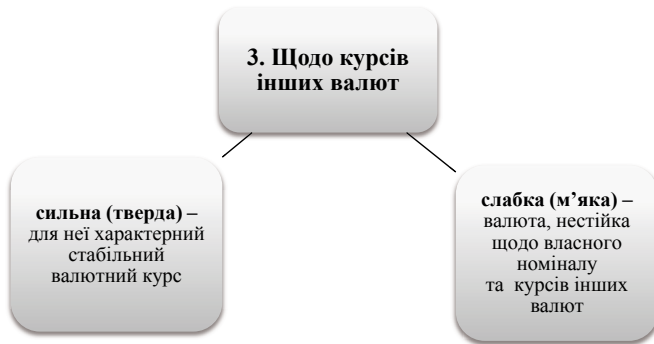 3. Щодо курсів
інших валют
сильна (тверда) –
для неї характерний
стабільний
валютний курс
слабка (м’яка) –
валюта, нестійка
щодо власного
номіналу
та курсів інших
валют